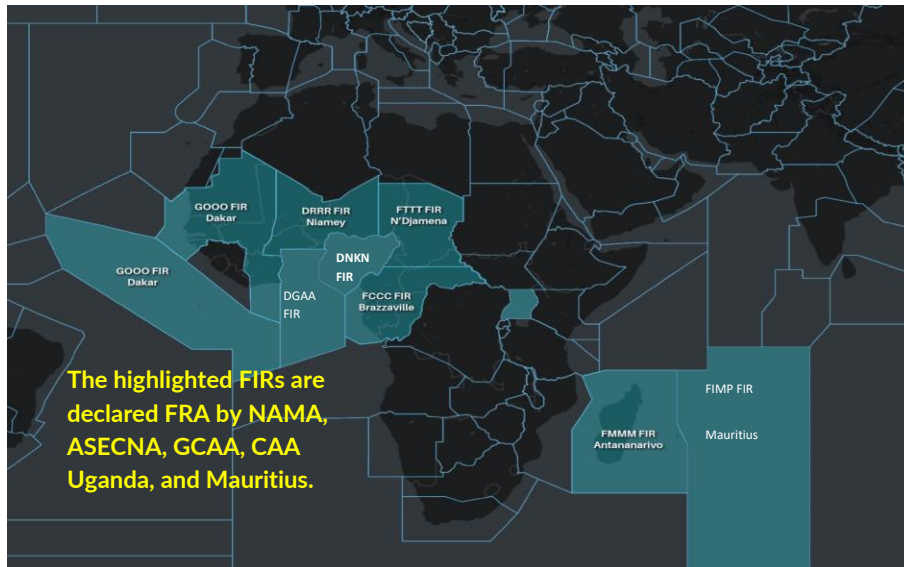 GOOO FIR
Dakar
DRRR FIR
Niamey
FTTT FIR
N'Djamena
GOOO FIR
Dakar
DNKN
FIR
DGAA
FIR
FCCC FIR
Brazzaville
The highlighted FIRs are
declared FRA by NAMA,
ASECNA, GCAA, CAA
Uganda, and Mauritius.
FMMM FIR
Antananarivo
FIMP FIR
Mauritius